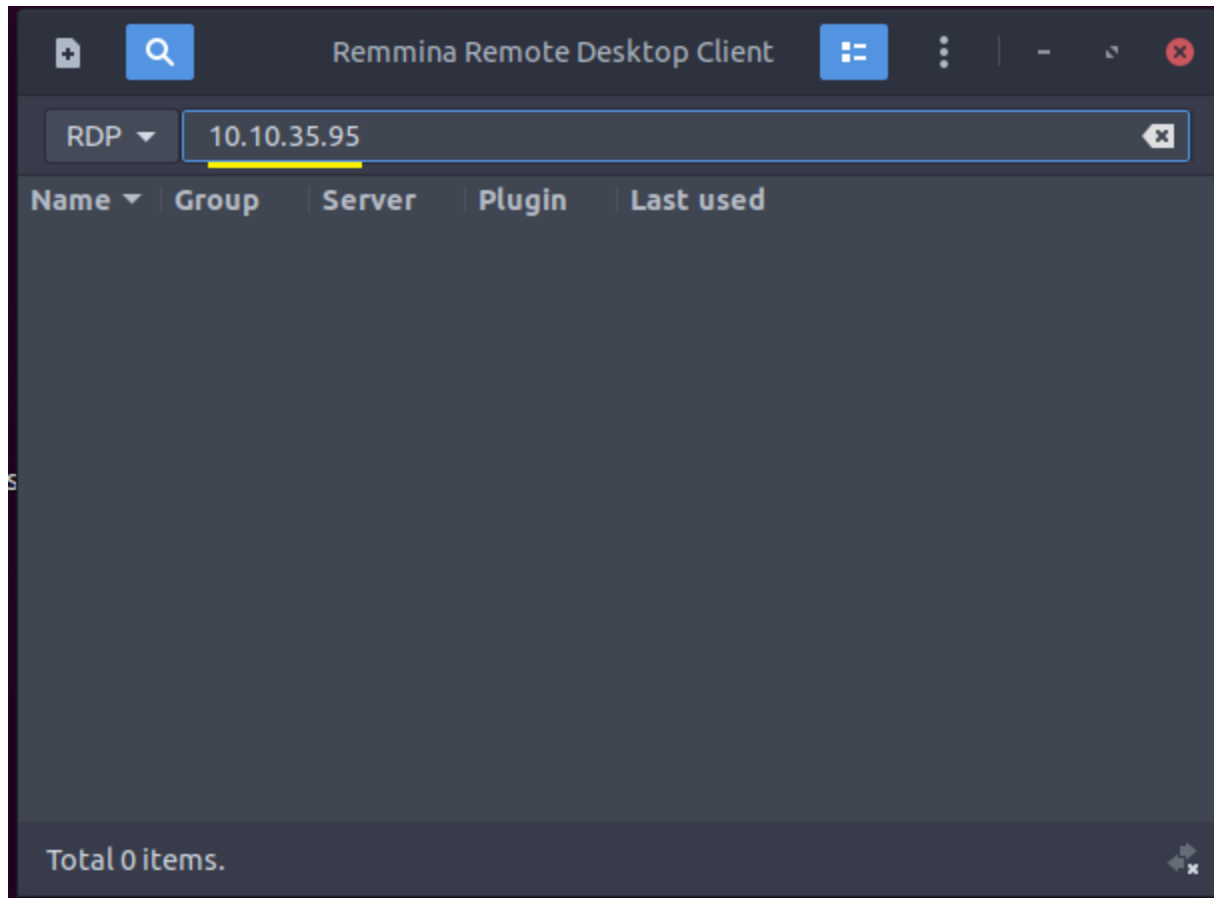 Remmina Remote Desktop Client
RDP 10.10.35.95
Name Group Server Plugin Last used
s
Total 0 items.